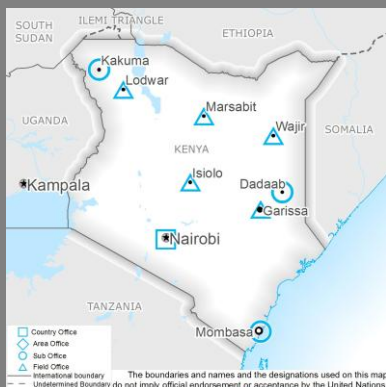 SOUTH
SUDAN
ILEMI TRIANGLE
ETHIOPIA
Kakuma
Lodwar
Marsabit
UGANDA
Wajir
SOMALIA
KENYA
Isiolo
Kampala
Dadaab
Garissa
Nairobi
TANZANIA
Mombasa
Country Office
Area Office
Sub Office
Field Office
International boundary
Undetermined Boundary
The boundaries and names and the designations used on this map
do not imply official endorsement or acceptance by the United Nations